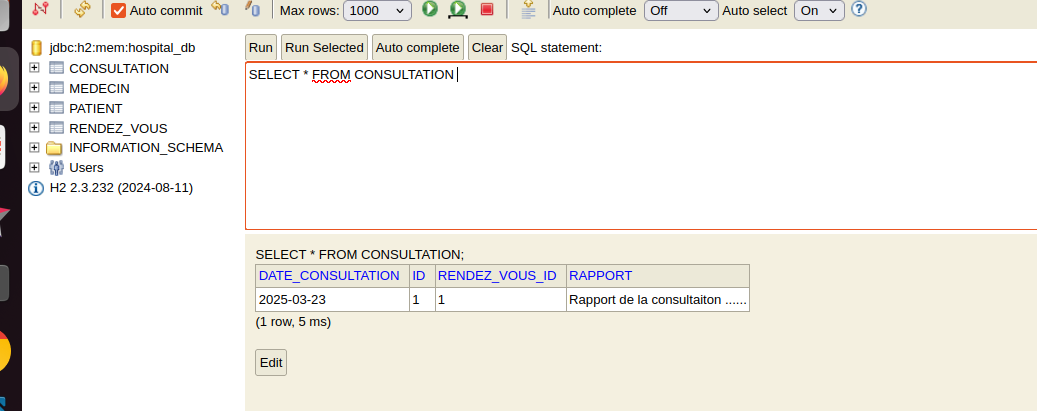 Auto commit Max rows: 1000 Auto complete Off Auto select On ?
jdbc:h2:mem:hospital_db
CONSULTATION
MEDECIN
PATIENT
RENDEZ_VOUS
INFORMATION_SCHEMA
Users
H2 2.3.232 (2024-08-11)
Run Run Selected Auto complete Clear SQL statement:
SELECT * FROM CONSULTATION
SELECT * FROM CONSULTATION;
DATE_CONSULTATION ID RENDEZ_VOUS_ID RAPPORT
2025-03-23 1 1 Rapport de la consultaiton ......
(1 row, 5 ms)
Edit